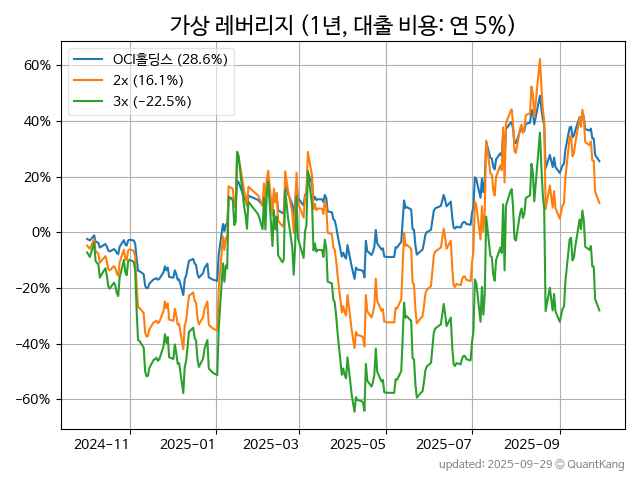 가상 레버리지 (1년, 대출 비용: 연 5%)
OCI홀딩스 (28.6%)
2x (16.1%)
3x (−22.5%)
60%
40%
20%
0%
−20%
−40%
−60%
2024-11
2025-01
2025-03
2025-05
2025-07
2025-09
updated: 2025-09-29 © QuantKang